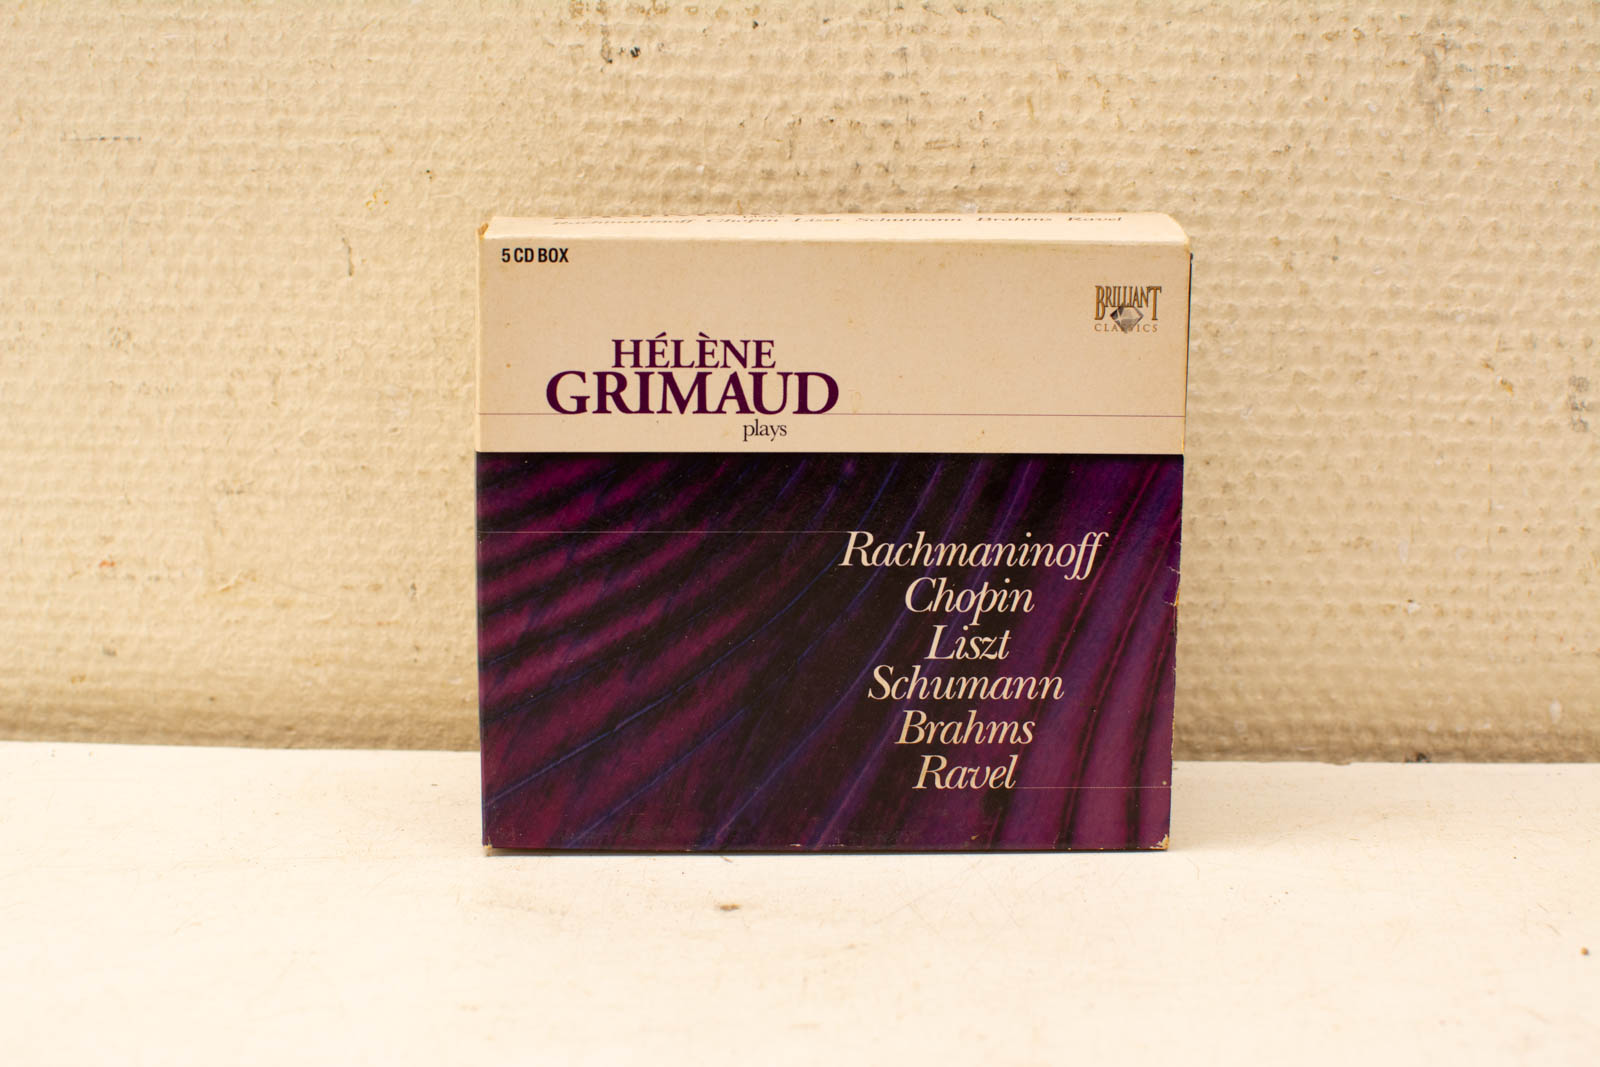 Rachmaninoff Chopin Liszt Schumann Brahms Ravel
5 CD BOX
BRILLIANT
CLASSICS
HÉLÈNE
GRIMAUD
plays
Rachmaninoff
Chopin
Liszt
Schumann
Brahms
Ravel